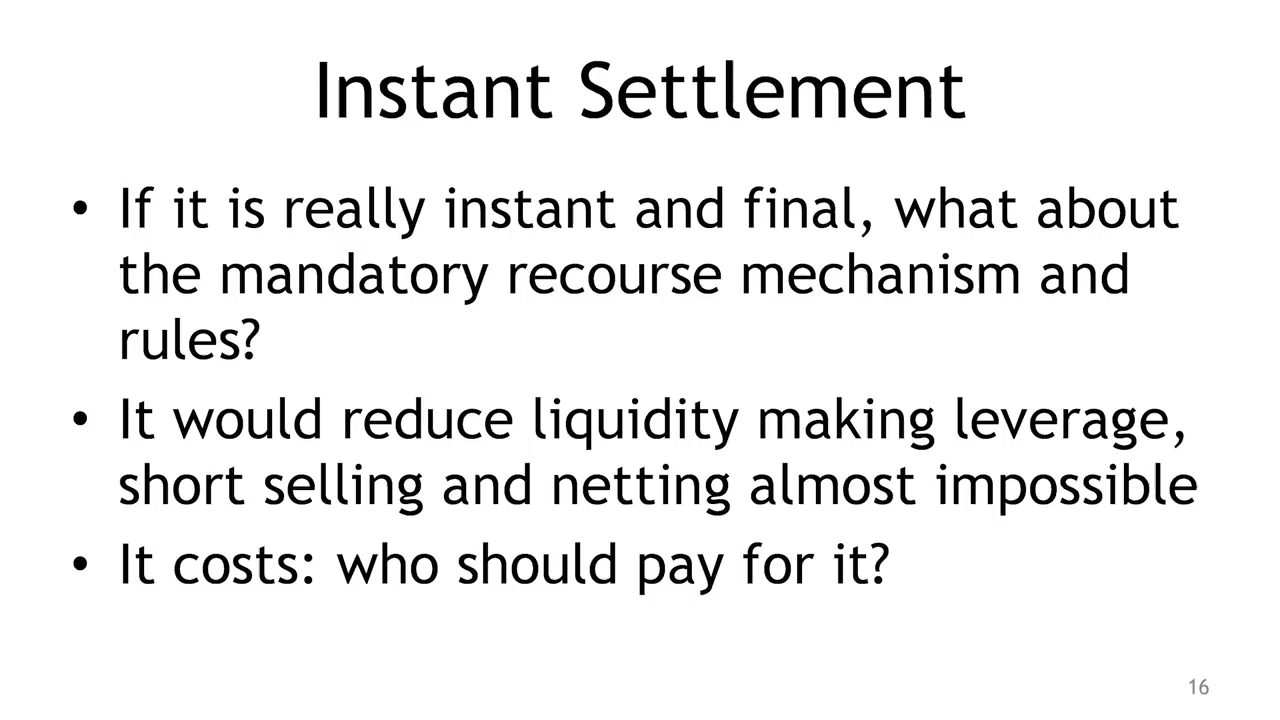 Instant Settlement
• If it is really instant and final, what about
the mandatory recourse mechanism and
rules?
• It would reduce liquidity making leverage,
short selling and netting almost impossible
• It costs: who should pay for it?
16